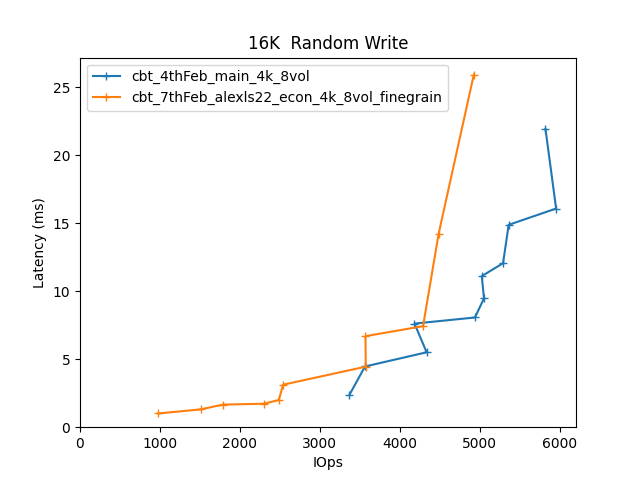 16K  Random Write
cbt_4thFeb_main_4k_8vol
cbt_7thFeb_alexls22_econ_4k_8vol_finegrain
25
20
15
10
5
0
Latency (ms)
0 1000 2000 3000 4000 5000 6000
IOps